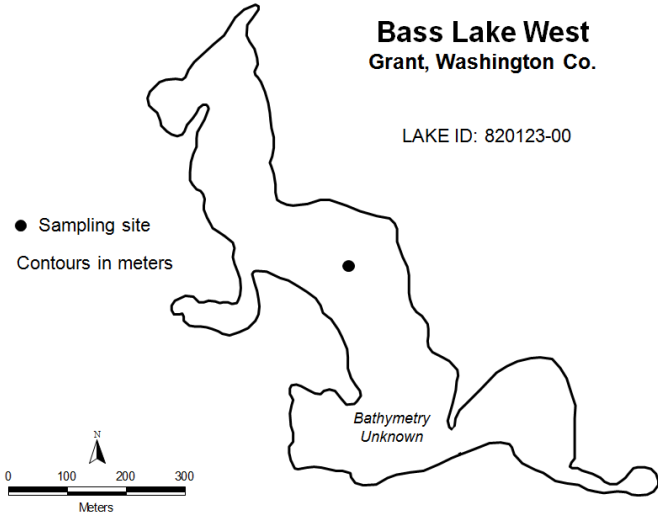 Bass Lake West
Grant, Washington Co.
LAKE ID: 820123-00
Sampling site
Contours in meters
Bathymetry
Unknown
N
0 100 200 300
Meters